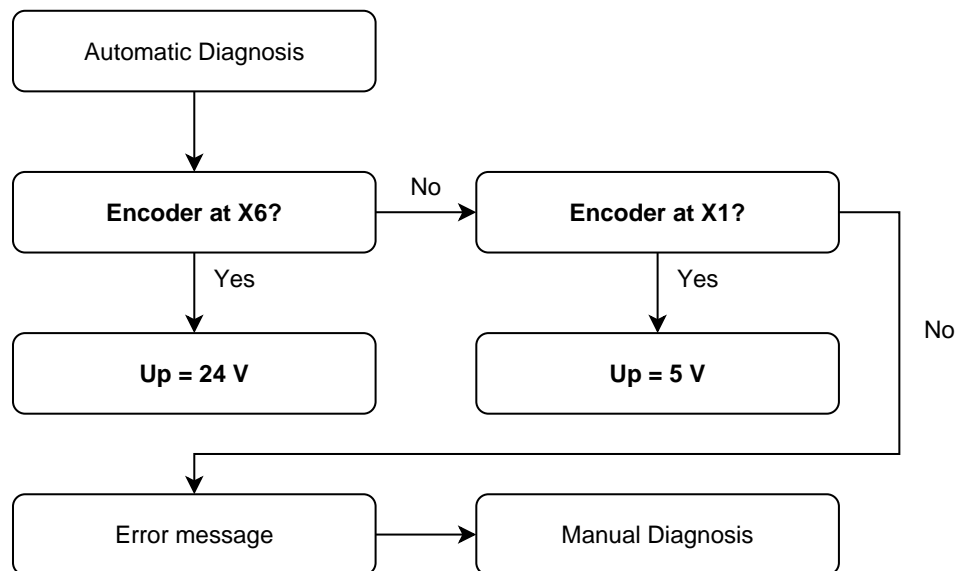 Automatic Diagnosis
Encoder at X6?
No
Encoder at X1?
Yes
Yes
No
Up = 24 V
Up = 5 V
Error message
Manual Diagnosis